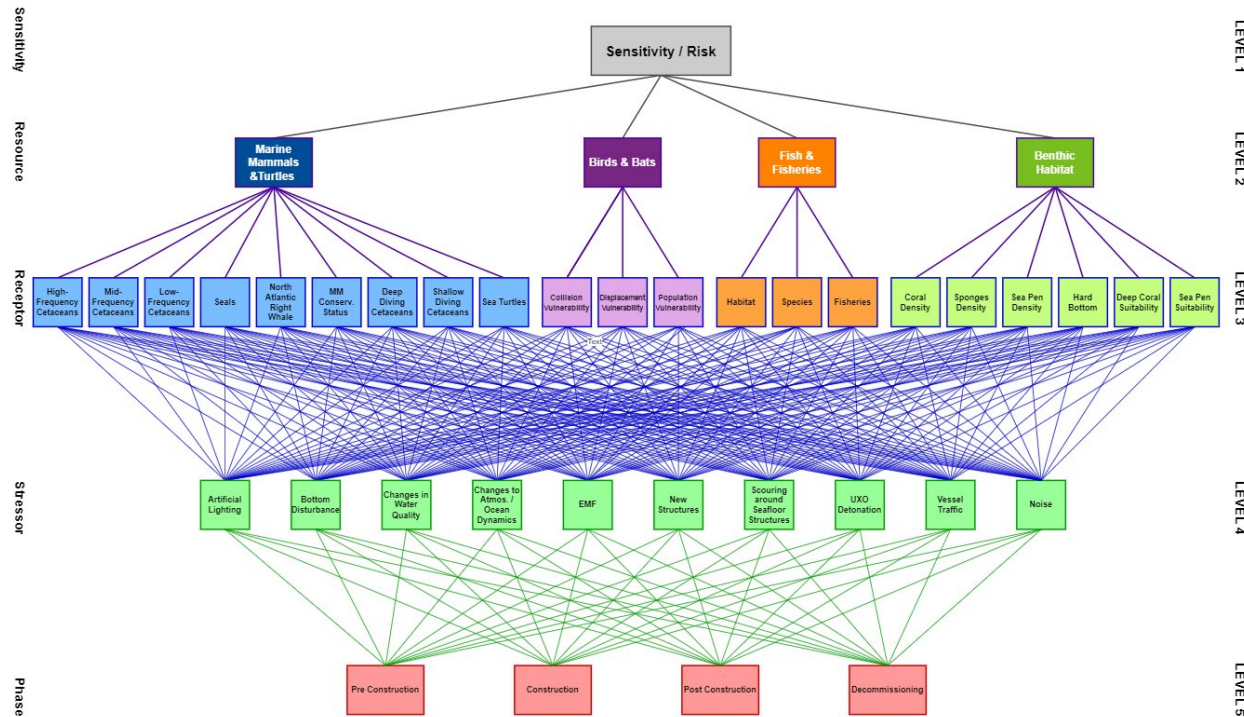 Sensitivity
Sensitivity / Risk
LEVEL 1
Resource
Marine
Mammals
&Turtles
Birds & Bats
Fish &
Fisheries
Benthic
Habitat
LEVEL 2
Receptor
High-
Frequency
Cetaceans
Mid-
Frequency
Cetaceans
Low-
Frequency
Cetaceans
Seals
North
Atlantic
Right
Whale
MM
Conserv.
Status
Deep
Diving
Cetaceans
Shallow
Diving
Cetaceans
Sea Turtles
Collision
Vulnerability
Displacement
Vulnerability
Population
Vulnerability
Habitat
Species
Fisheries
Coral
Density
Sponges
Density
Sea Pen
Density
Hard
Bottom
Deep Coral
Suitability
Sea Pen
Suitability
LEVEL 3
Text
Stressor
Artificial
Lighting
Bottom
Disturbance
Changes in
Water
Quality
Changes to
Atmos. /
Ocean
Dynamics
EMF
New
Structures
Scouring
around
Seafloor
Structures
UXO
Detonation
Vessel
Traffic
Noise
LEVEL 4
Phase
Pre Construction
Construction
Post Construction
Decommissioning
LEVEL 5